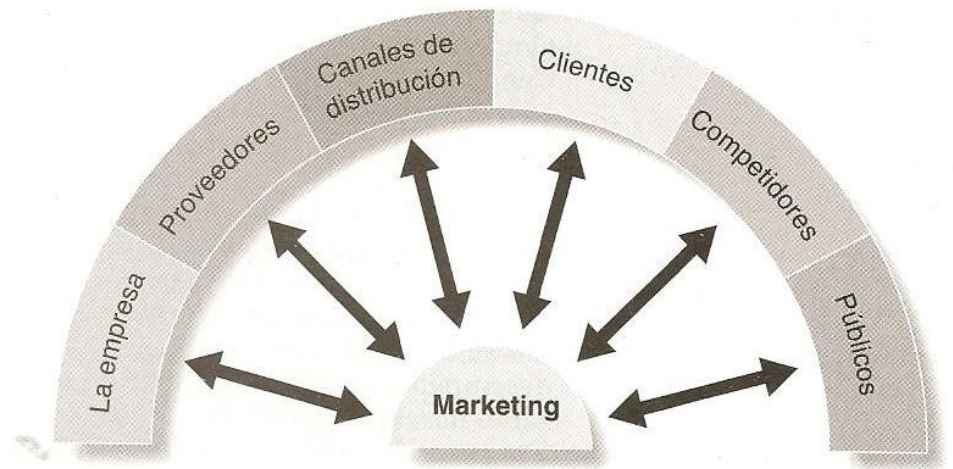 La empresa
Proveedores
Canales de
distribución
Clientes
Competidores
Públicos
Marketing